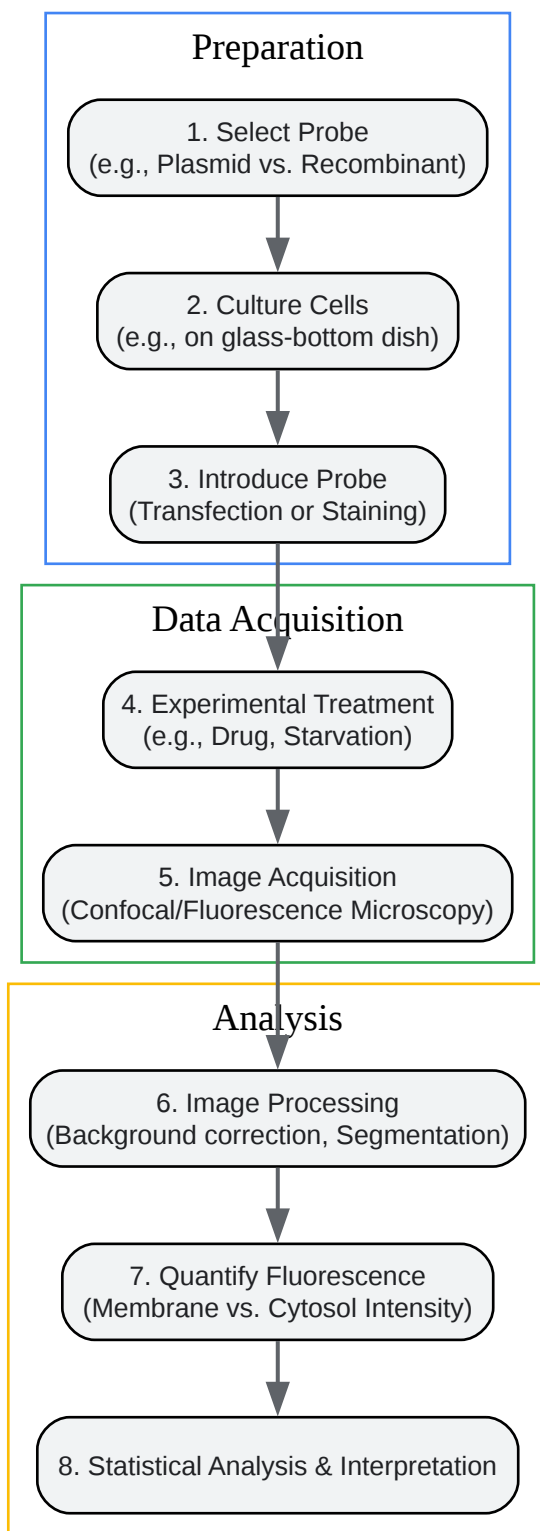 Preparation
1. Select Probe
(e.g., Plasmid vs. Recombinant)
2. Culture Cells
(e.g., on glass-bottom dish)
3. Introduce Probe
(Transfection or Staining)
Data Acquisition
4. Experimental Treatment
(e.g., Drug, Starvation)
5. Image Acquisition
(Confocal/Fluorescence Microscopy)
Analysis
6. Image Processing
(Background correction, Segmentation)
7. Quantify Fluorescence
(Membrane vs. Cytosol Intensity)
8. Statistical Analysis & Interpretation